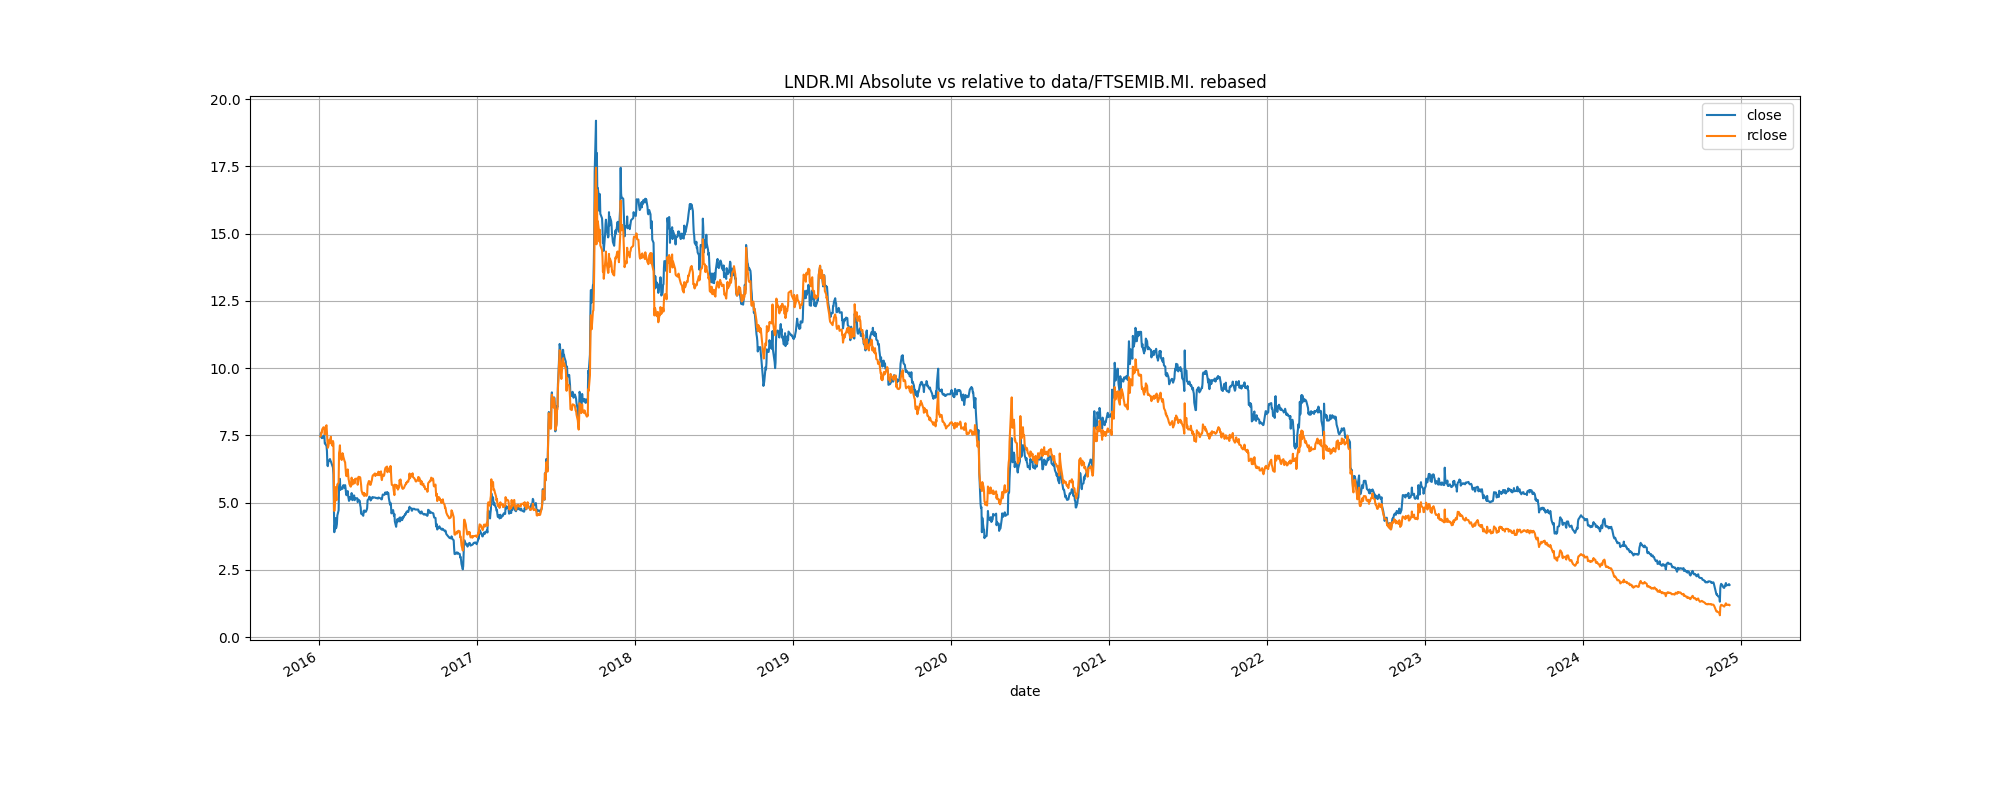 LNDR.MI Absolute vs relative to data/FTSEMIB.MI. rebased
20.0
17.5
15.0
12.5
10.0
7.5
5.0
2.5
0.0
close
rclose
2016 2017 2018 2019 2020 2021 2022 2023 2024 2025
date